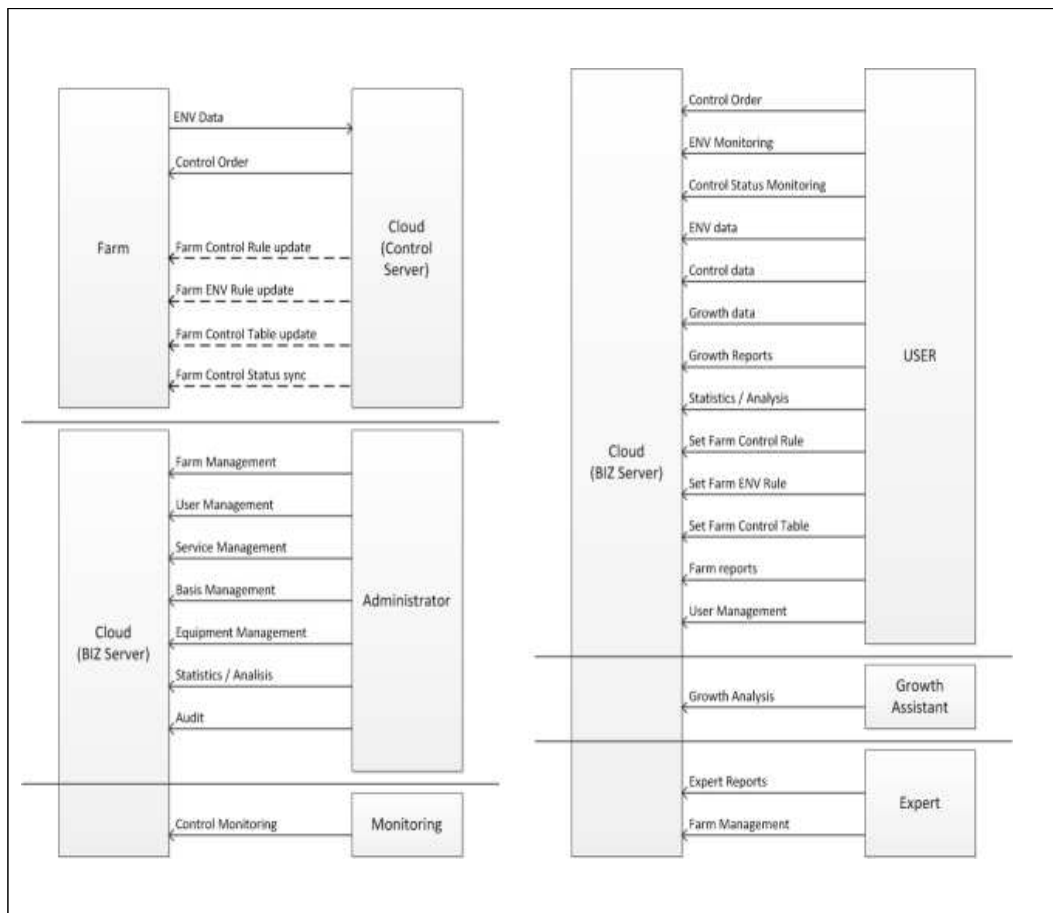 ENV Data
Control Order
Farm
Cloud
(Control
Server)
Farm Control Rule update
Farm ENV Rule update
Farm Control Table update
Farm Control Status sync
Farm Management
User Management
Service Management
Basis Management
Administrator
Cloud
(BIZ Server)
Equipment Management
Statistics / Analisis
Audit
Control Monitoring
Monitoring
Control Order
ENV Monitoring
Control Status Monitoring
ENV data
Control data
Growth data
Growth Reports
USER
Statistics / Analysis
Set Farm Control Rule
Cloud
(BIZ Server)
Set Farm ENV Rule
Set Farm Control Table
Farm reports
User Management
Growth Analysis
Growth
Assistant
Expert Reports
Expert
Farm Management